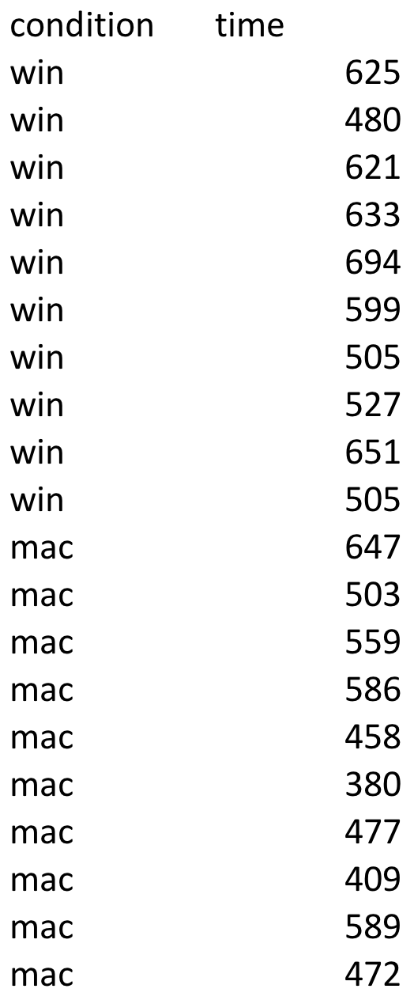 condition time
win 625
win 480
win 621
win 633
win 694
win 599
win 505
win 527
win 651
win 505
mac 647
mac 503
mac 559
mac 586
mac 458
mac 380
mac 477
mac 409
mac 589
mac 472